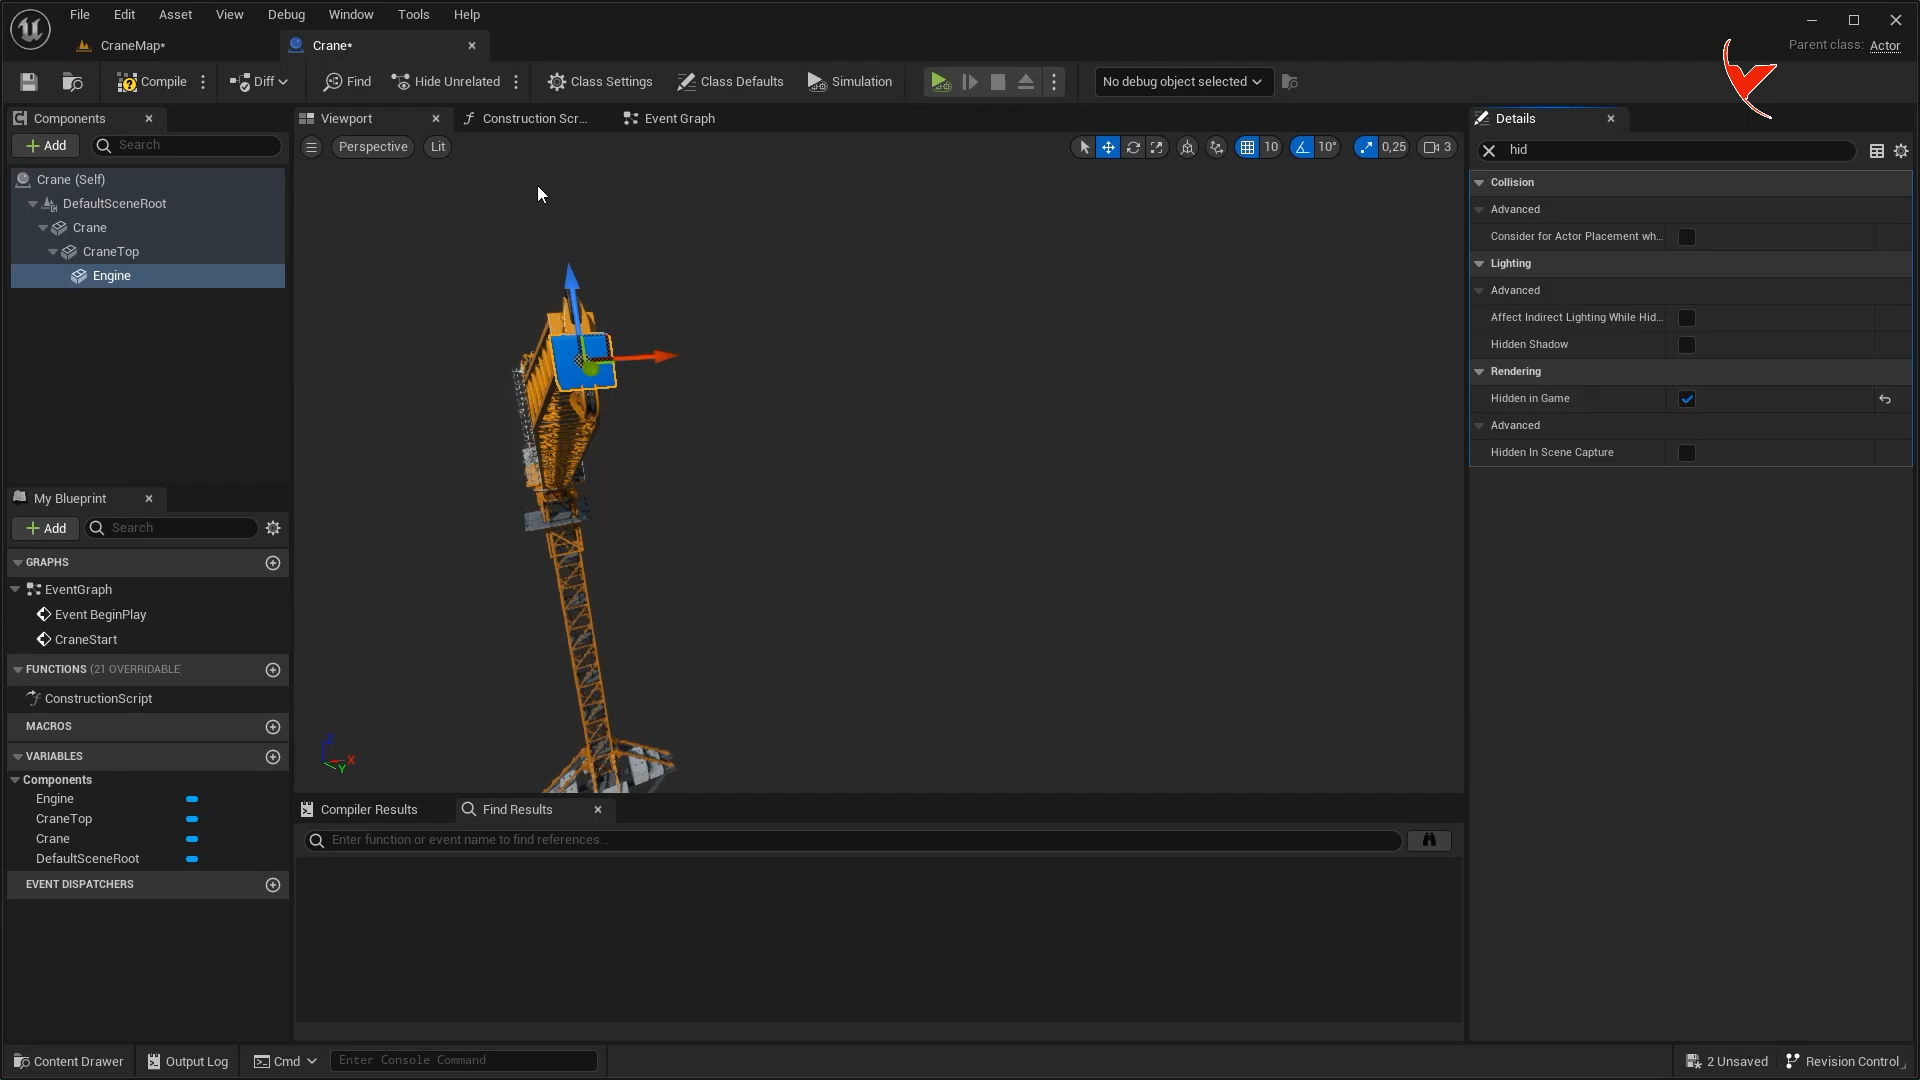 File Edit Asset View Debug Window Tools Help
CraneMap* Crane* Parent class: Actor
Compile Diff Find Hide Unrelated Class Settings Class Defaults Simulation No debug object selected
Components Viewport Construction Scr... Event Graph Details
Add Search Perspective Lit 10 10° 0,25 3 hid
Crane (Self)
DefaultSceneRoot
Crane
CraneTop
Engine
Collision
Advanced
Consider for Actor Placement wh...
Lighting
Advanced
Affect Indirect Lighting While Hid...
Hidden Shadow
Rendering
Hidden in Game
Advanced
Hidden In Scene Capture
Z
X
Y
My Blueprint
Add Search
GRAPHS
EventGraph
Event BeginPlay
CraneStart
FUNCTIONS (21 OVERRIDABLE
ConstructionScript
MACROS
VARIABLES
Components
Engine
CraneTop
Crane
DefaultSceneRoot
EVENT DISPATCHERS
Compiler Results Find Results
Enter function or event name to find references...
Content Drawer Output Log Cmd Enter Console Command 2 Unsaved Revision Control